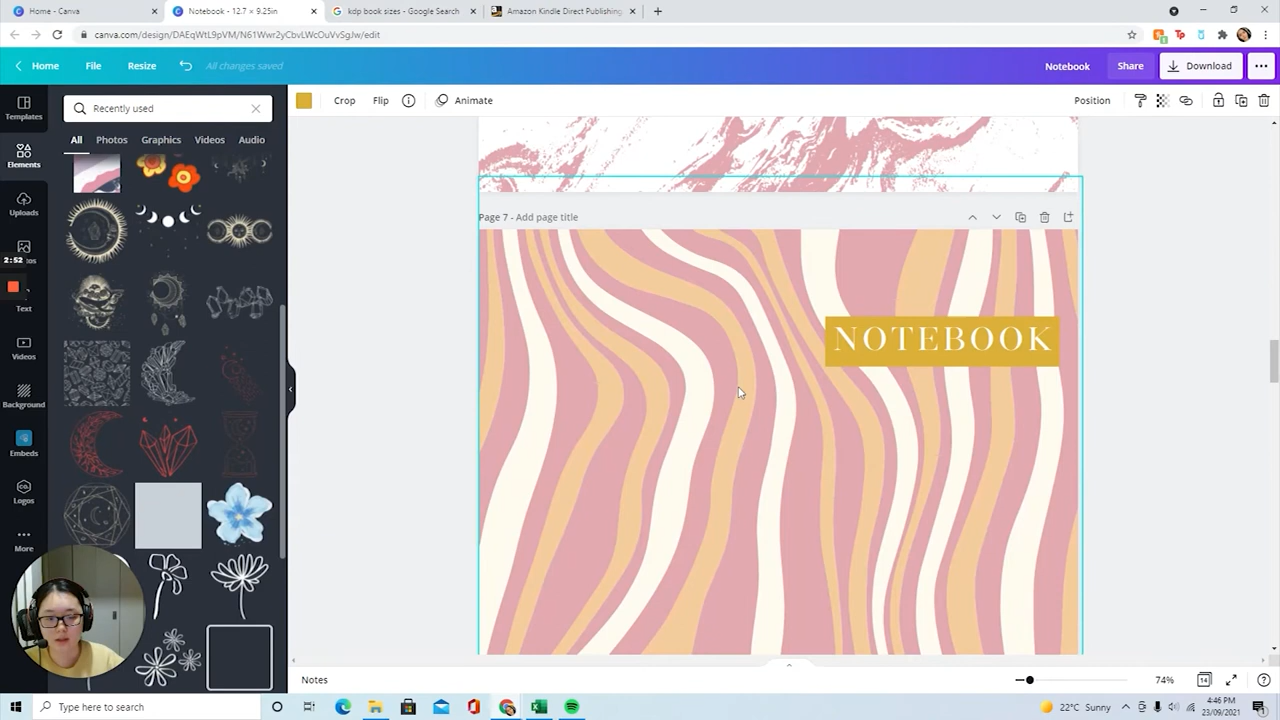 Home - Canva
Notebook - 12.7 × 9.25in
kdp book sizes - Google Search
Amazon Kindle Direct Publishing
canva.com/design/DAEqWtL9pVM/N61Wwr2yCbvLWcOuVvSgJw/edit
Home
File
Resize
All changes saved
Notebook
Share
Download
Templates
Recently used
Crop
Flip
Animate
Position
All
Photos
Graphics
Videos
Audio
Elements
Uploads
2:52
Text
Videos
Background
Embeds
Logos
More
Page 7 - Add page title
NOTEBOOK
Notes
74%
14
Type here to search
22°C Sunny
4:46 PM
23/09/2021